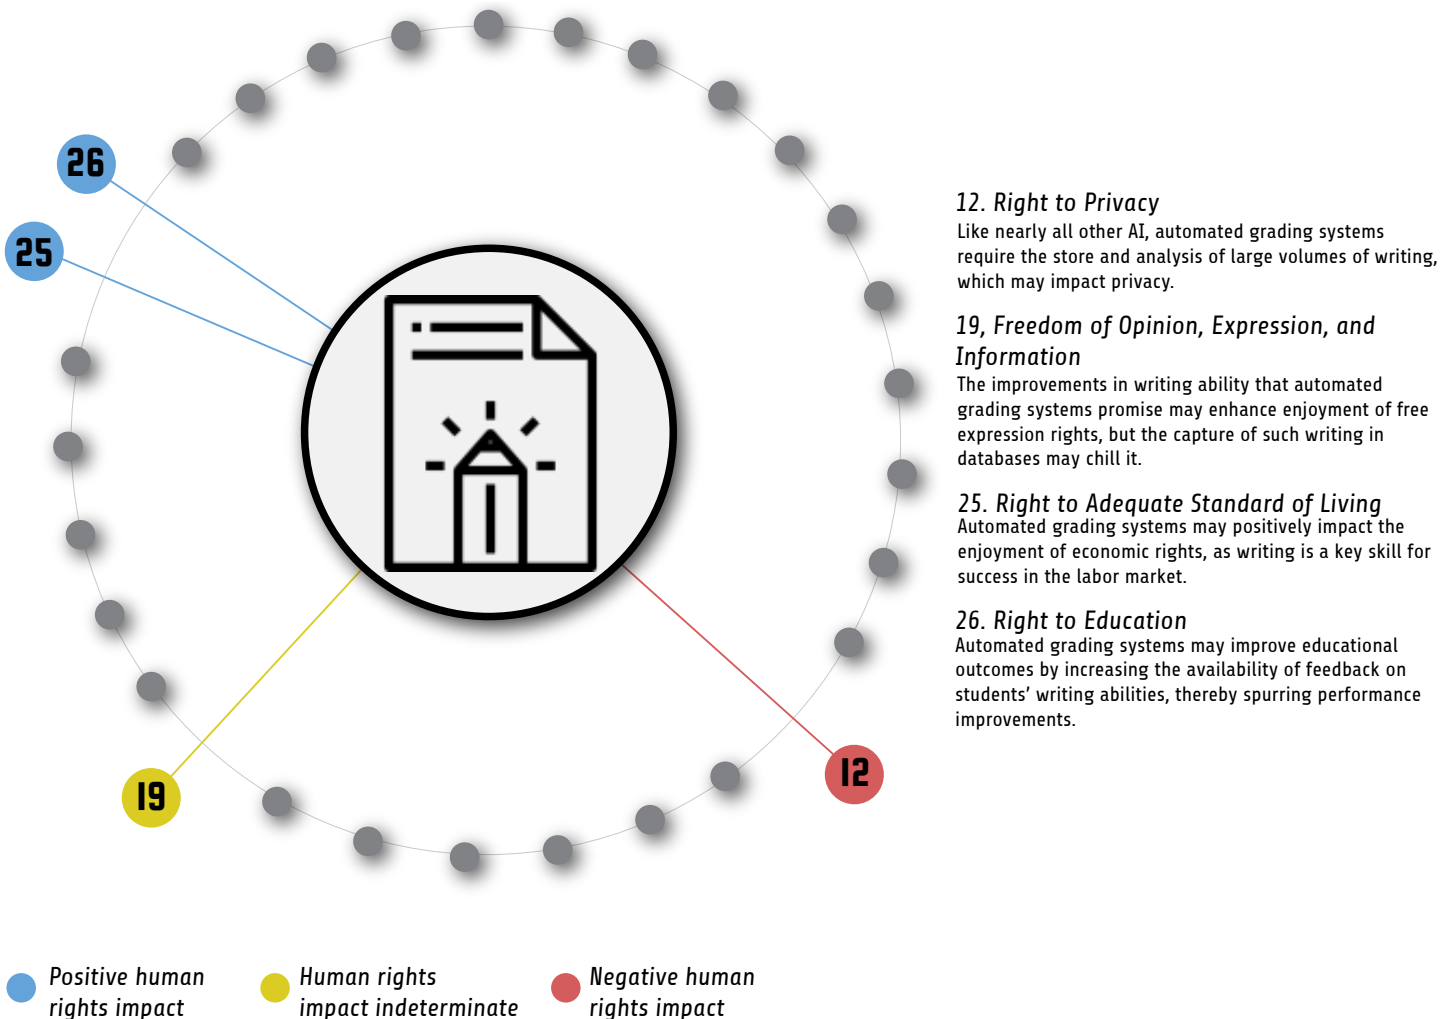 26
25
19
12
12. Right to Privacy
Like nearly all other AI, automated grading systems
require the store and analysis of large volumes of writing,
which may impact privacy.
19, Freedom of Opinion, Expression, and
Information
The improvements in writing ability that automated
grading systems promise may enhance enjoyment of free
expression rights, but the capture of such writing in
databases may chill it.
25. Right to Adequate Standard of Living
Automated grading systems may positively impact the
enjoyment of economic rights, as writing is a key skill for
success in the labor market.
26. Right to Education
Automated grading systems may improve educational
outcomes by increasing the availability of feedback on
students’ writing abilities, thereby spurring performance
improvements.
Positive human
rights impact
Human rights
impact indeterminate
Negative human
rights impact